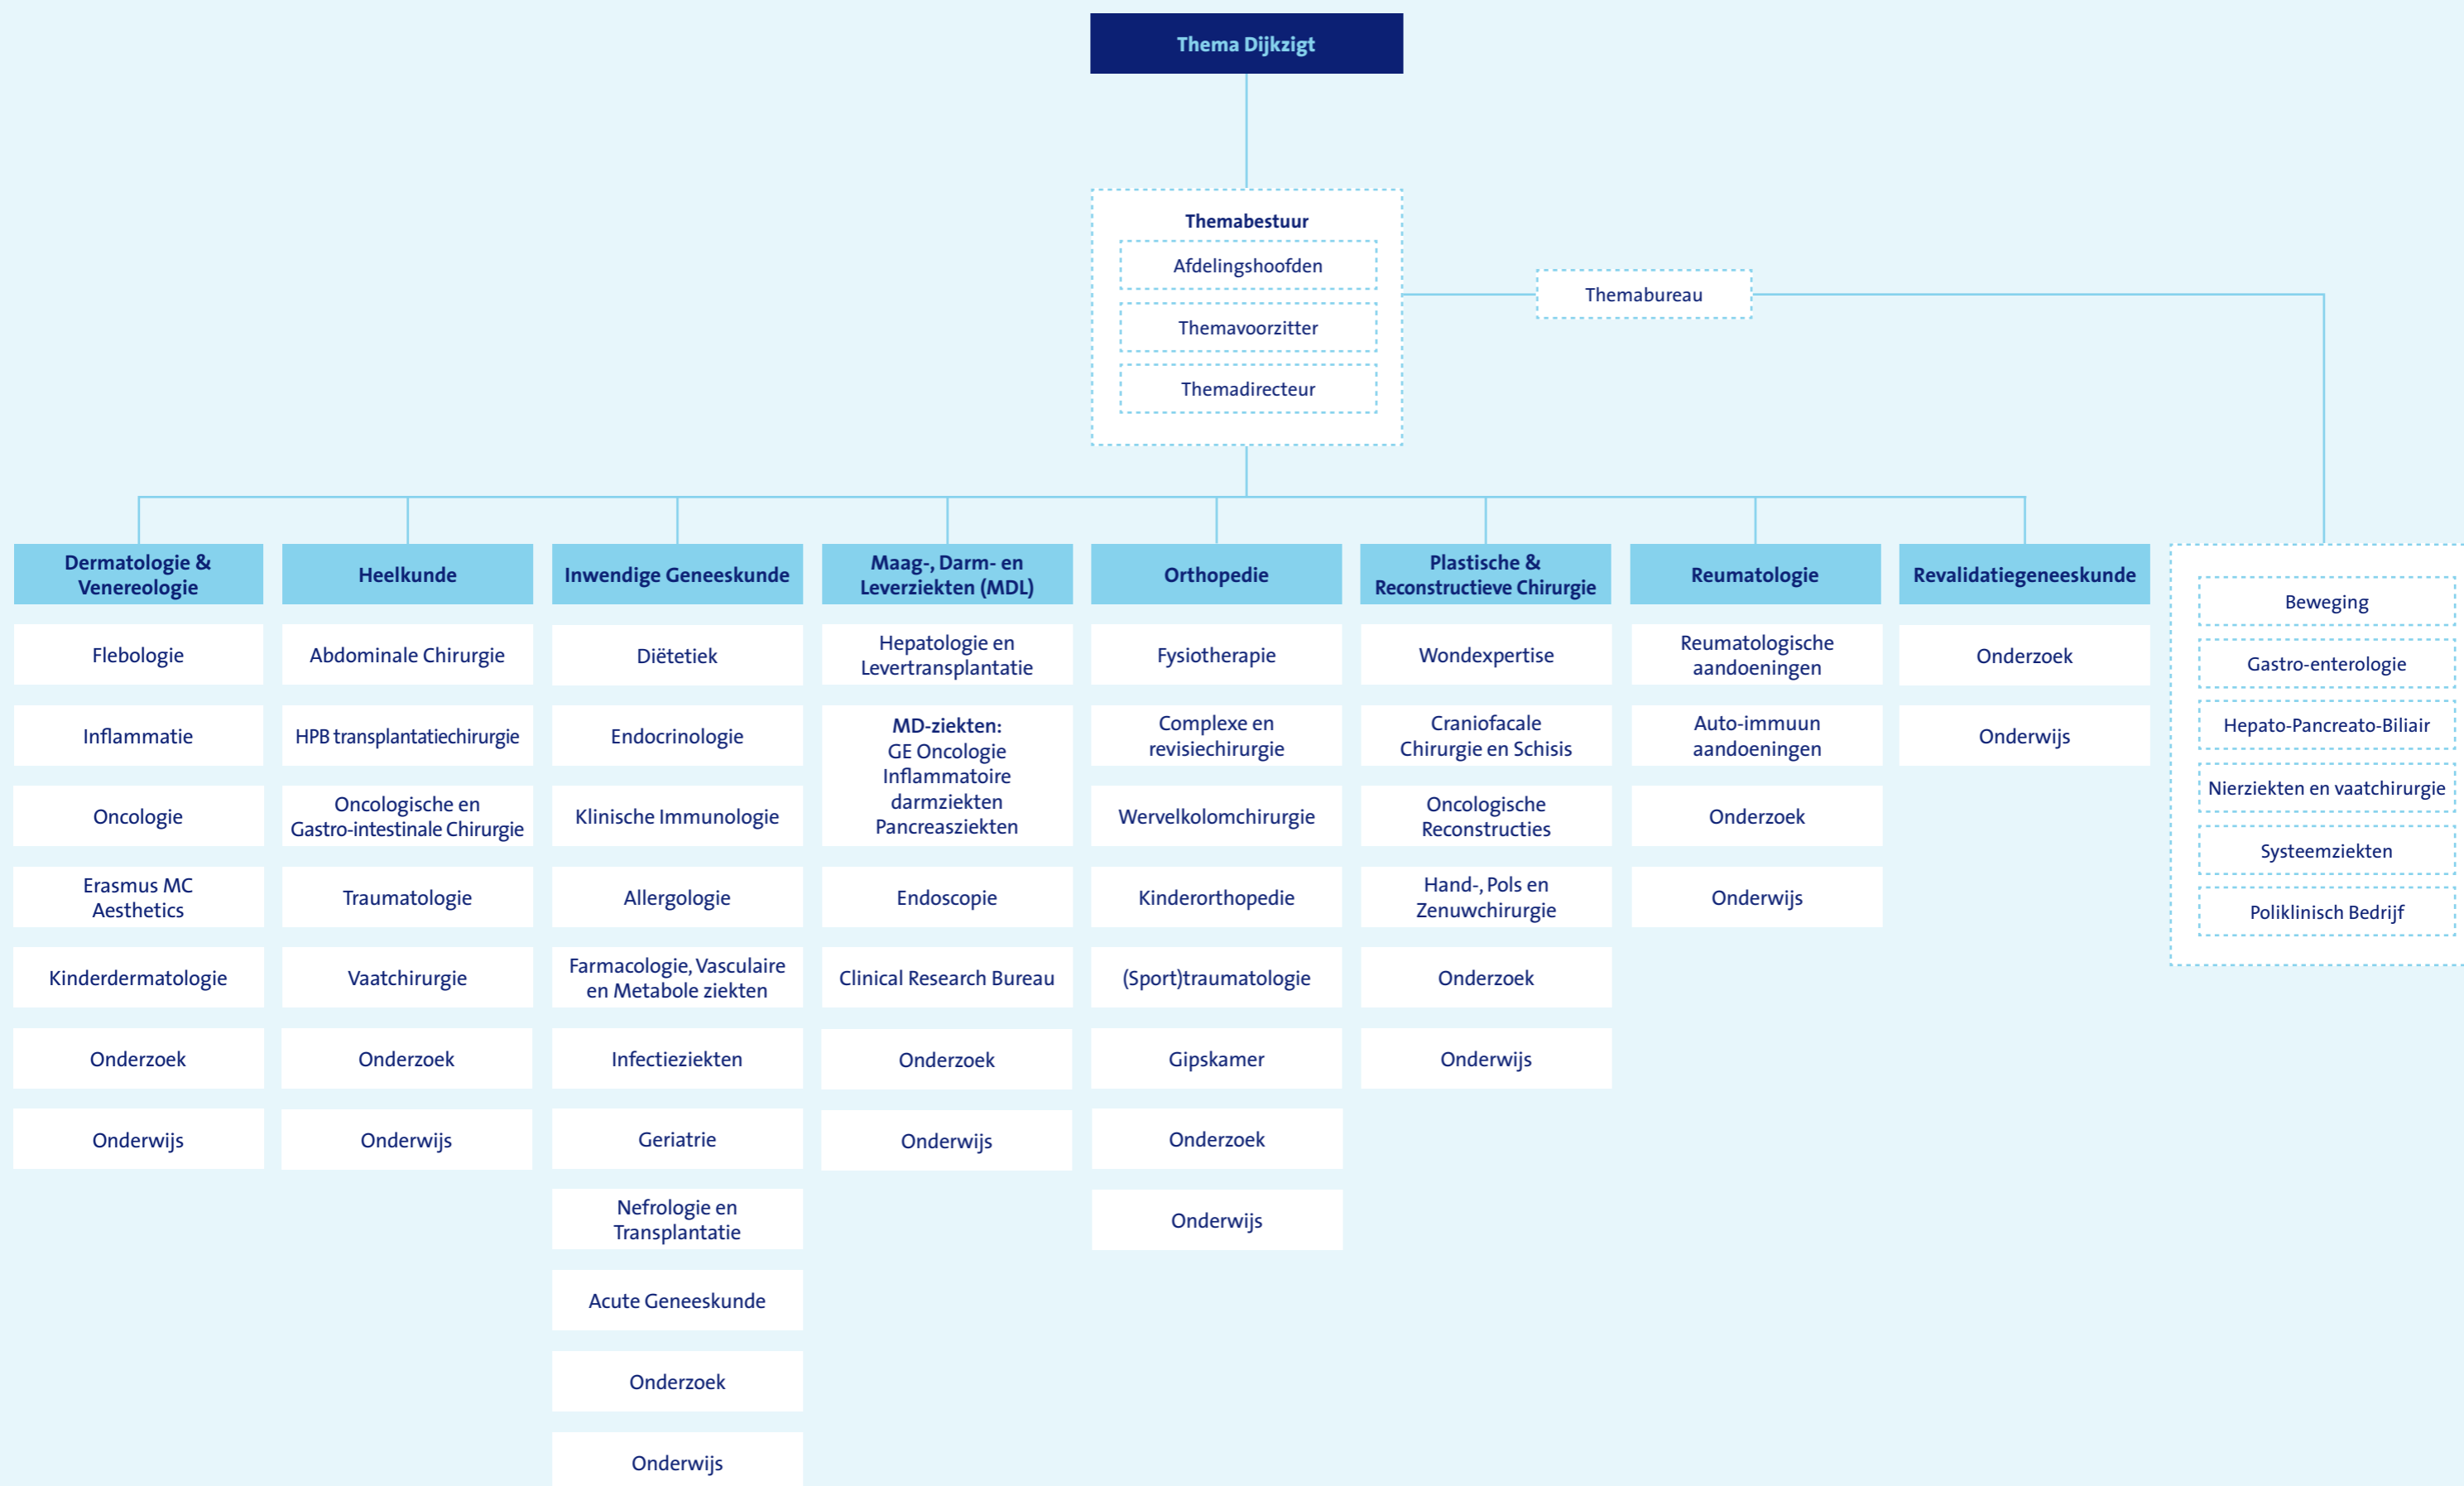 Thema Dijkzigt
Themabestuur
Afdelingshoofden
Themavoorzitter
Themadirecteur
Themabureau
Dermatologie &
Venereologie
Flebologie
Inflammatie
Oncologie
Erasmus MC
Aesthetics
Kinderdermatologie
Onderzoek
Onderwijs
Heelkunde
Abdominale Chirurgie
HPB transplantatiechirurgie
Oncologische en
Gastro-intestinale Chirurgie
Traumatologie
Vaatchirurgie
Onderzoek
Onderwijs
Inwendige Geneeskunde
Diëtetiek
Endocrinologie
Klinische Immunologie
Allergologie
Farmacologie, Vasculaire
en Metabole ziekten
Infectieziekten
Geriatrie
Nefrologie en
Transplantatie
Acute Geneeskunde
Onderzoek
Onderwijs
Maag-, Darm- en
Leverziekten (MDL)
Hepatologie en
Levertransplantatie
MD-ziekten:
GE Oncologie
Inflammatoire
darmziekten
Pancreasziekten
Endoscopie
Clinical Research Bureau
Onderzoek
Onderwijs
Orthopedie
Fysiotherapie
Complexe en
revisiechirurgie
Wervelkolomchirurgie
Kinderorthopedie
(Sport)traumatologie
Gipskamer
Onderzoek
Onderwijs
Plastische &
Reconstructieve Chirurgie
Wondexpertise
Craniofacale
Chirurgie en Schisis
Oncologische
Reconstructies
Hand-, Pols en
Zenuwchirurgie
Onderzoek
Onderwijs
Reumatologie
Reumatologische
aandoeningen
Auto-immuun
aandoeningen
Onderzoek
Onderwijs
Revalidatiegeneeskunde
Onderzoek
Onderwijs
Beweging
Gastro-enterologie
Hepato-Pancreato-Biliair
Nierziekten en vaatchirurgie
Systeemziekten
Poliklinisch Bedrijf